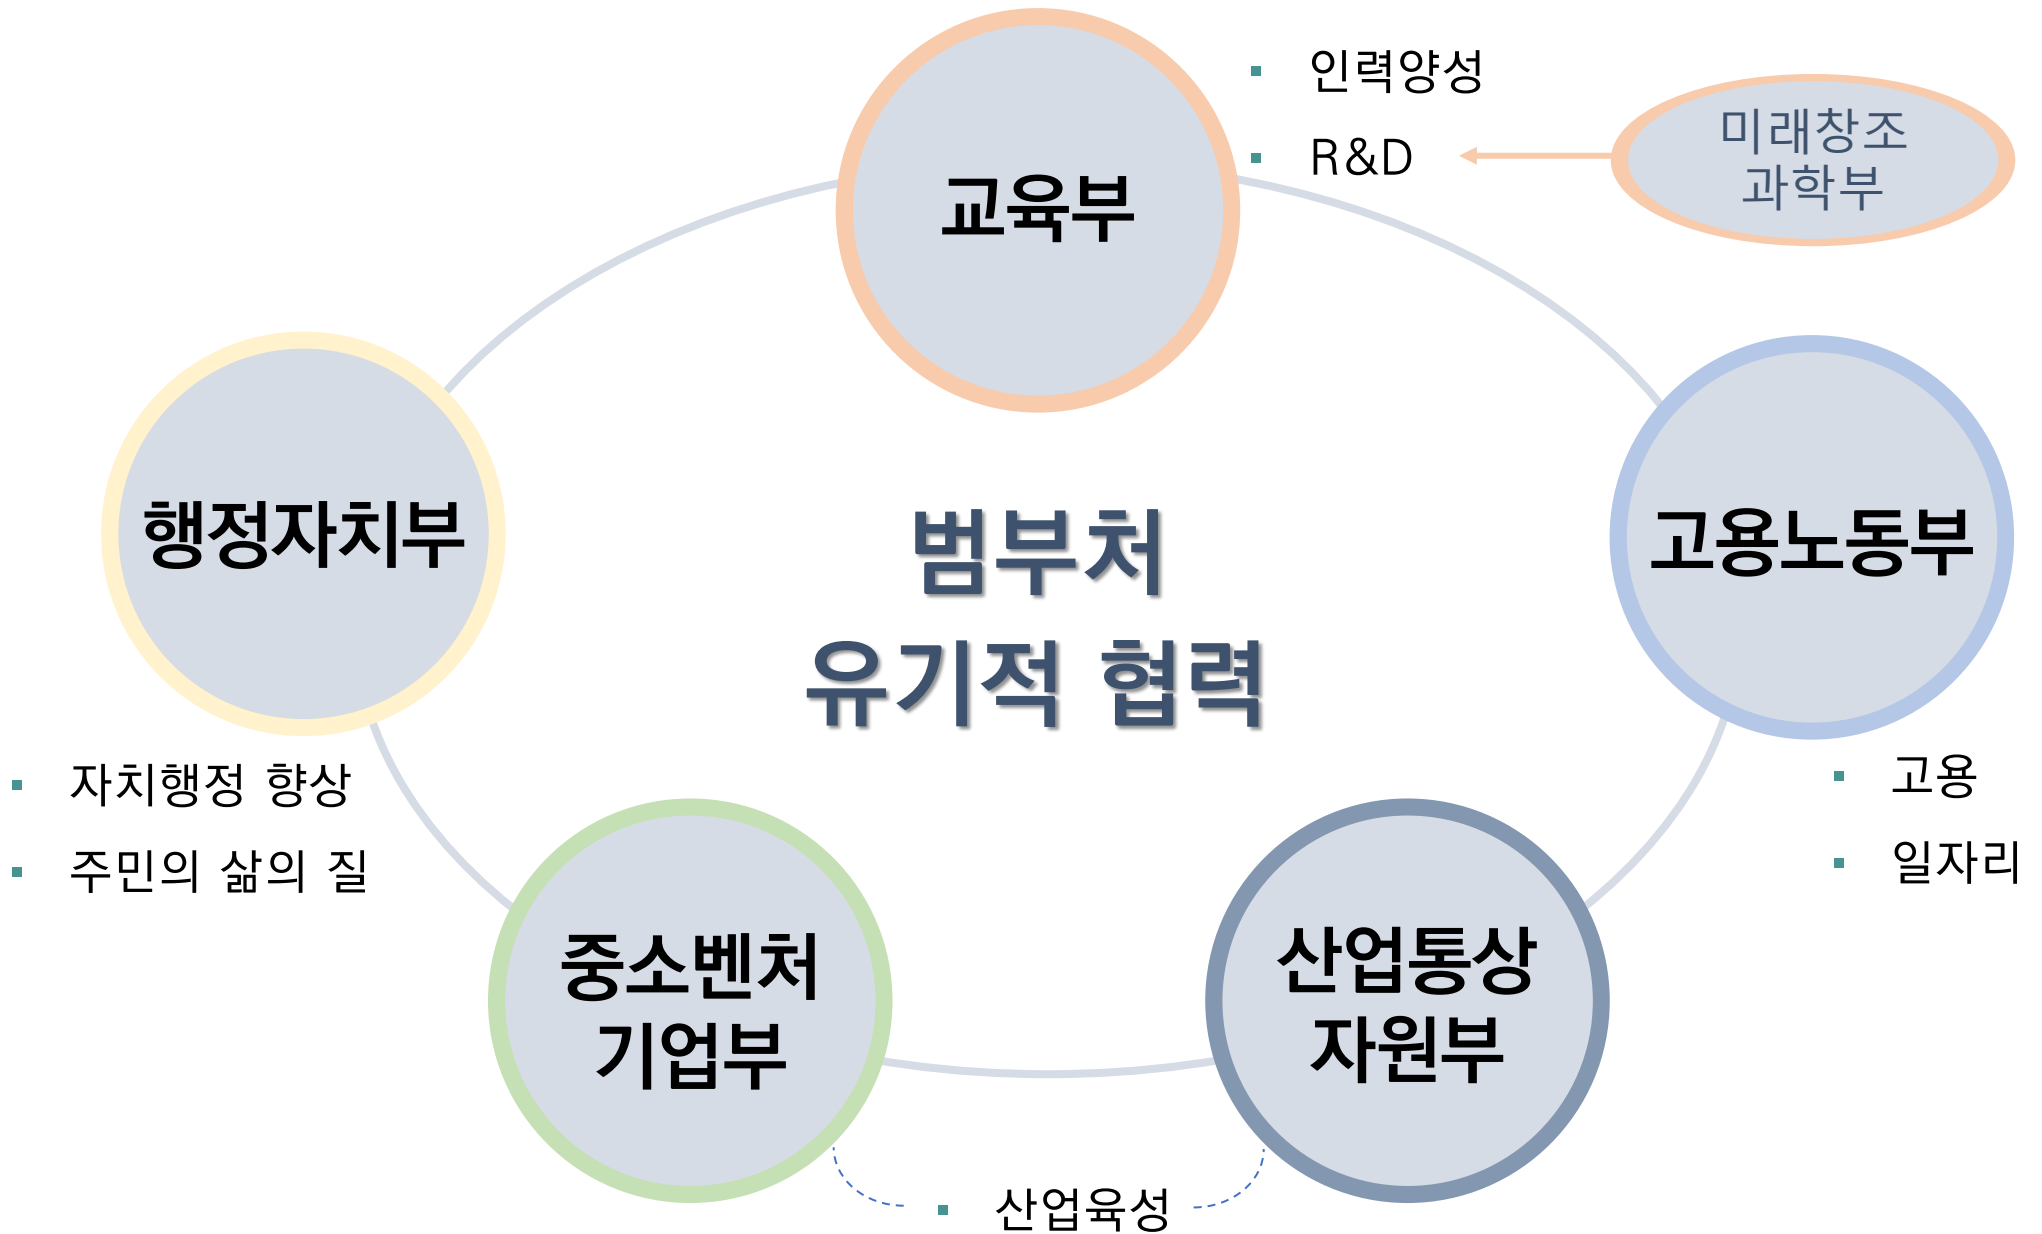 인력양성
R&D
미래창조
과학부
교육부
행정자치부
고용노동부
범부처
유기적 협력
자치행정 향상
주민의 삶의 질
고용
일자리
중소벤처
기업부
산업통상
자원부
산업육성